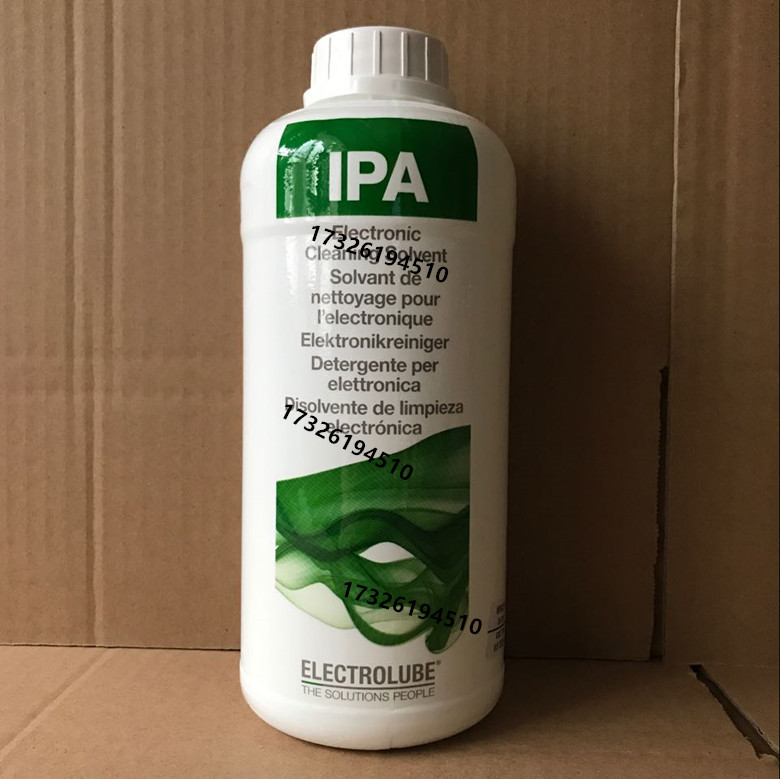 IPA
Electronic
Cleaning Solvent
17326194510
Solvant de
nettoyage pour
l'electronique
Elektronikreiniger
Detergente per
elettronica
Disolvente de limpieza
electrónica
17326194510
17326194510
ELECTROLUBE®
THE SOLUTIONS PEOPLE